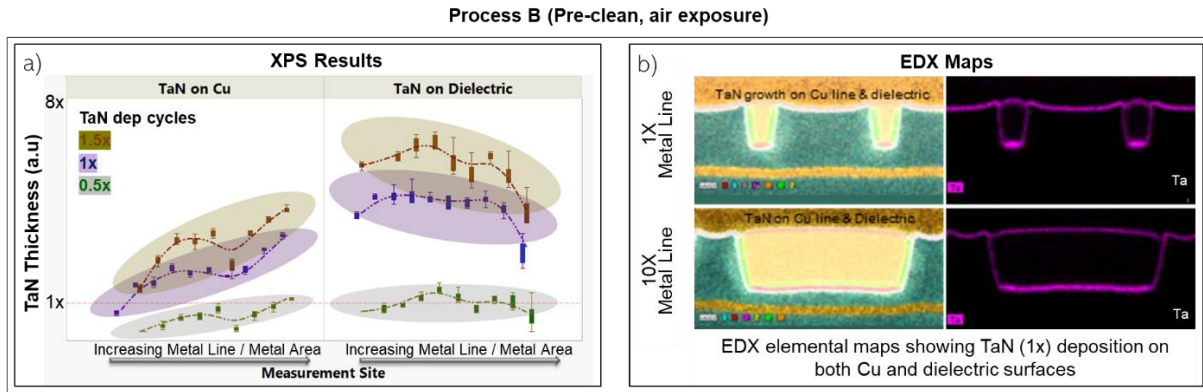 Process B (Pre-clean, air exposure)
a)
XPS Results
TaN on Cu
TaN on Dielectric
8x
TaN dep cycles
1.5x
1x
0.5x
TaN Thickness (a.u)
1x
Increasing Metal Line / Metal Area
Increasing Metal Line / Metal Area
Measurement Site
b)
EDX Maps
1X
Metal Line
TaN growth on Cu line & dielectric
Ta
Ta
10X
Metal Line
TaN on Cu line & Dielectric
Ta
Ta
EDX elemental maps showing TaN (1x) deposition on
both Cu and dielectric surfaces